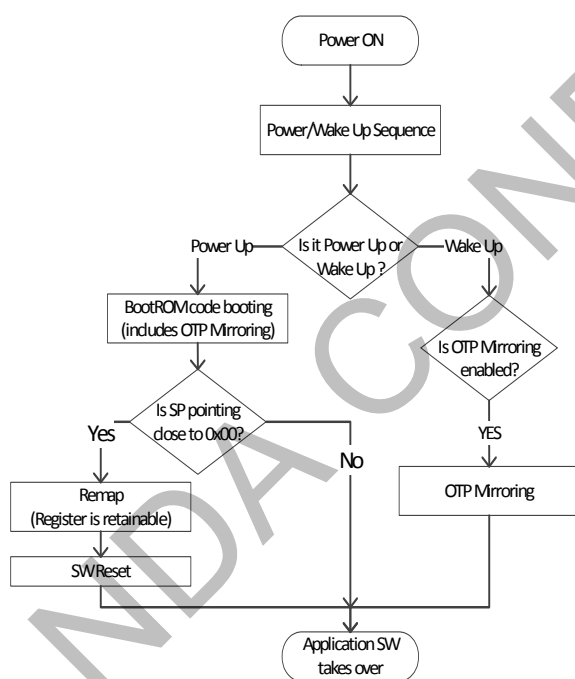 Power ON
Power/Wake Up Sequence
Is it Power Up or
Wake Up ?
Power Up
Wake Up
BootROM code booting
(includes OTP Mirroring)
Is OTP Mirroring
enabled?
Is SP pointing
close to 0x00?
Yes
No
YES
Remap
(Register is retainable)
OTP Mirroring
SW Reset
Application SW
takes over
NDA CON